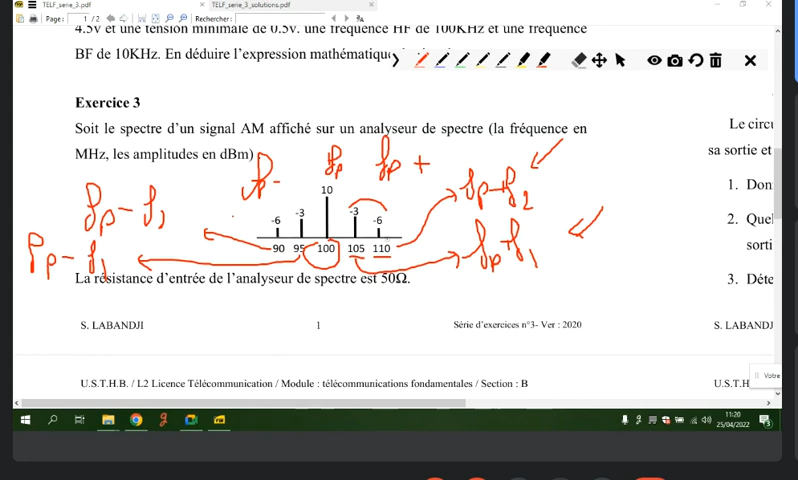 TELF_serie_3.pdf
TELF_serie_3_solutions.pdf
Page: 1/2
Rechercher:
4.5V et une tension minimale de 0.5V. une fréquence HF de 100KHz et une fréquence
BF de 10KHz. En déduire l'expression mathématiqu
Exercice 3
Soit le spectre d'un signal AM affiché sur un analyseur de spectre (la fréquence en
MHz, les amplitudes en dBm)
fp
fp +
fp-
fp+f2
fp-f2
10
-3
-3
-6
-6
fp+f1
fp-f1
90 95 100 105 110
La résistance d'entrée de l'analyseur de spectre est 50Ω.
S. LABANDJI
1
Série d'exercices n°3- Ver : 2020
U.S.T.H.B. / L2 Licence Télécommunication / Module : télécommunications fondamentales / Section : B
Le circu
sa sortie et
1. Don
2. Quel
sorti
3. Déte
S. LABANDJ
U.S.T.H
Votre
11:20
25/04/2022